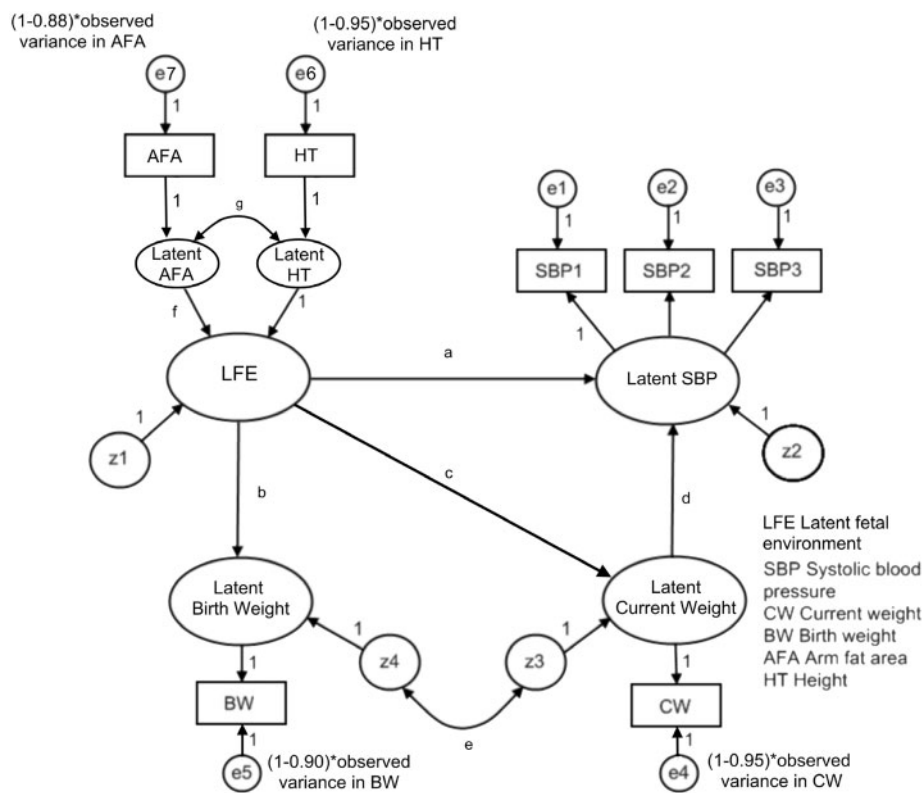 (1-0.88)*observed
variance in AFA
(1-0.95)*observed
variance in HT
e7
e6
1
1
AFA
HT
1
1
g
Latent
AFA
Latent
HT
f
1
e1
e2
e3
1
1
1
SBP1
SBP2
SBP3
1
LFE
a
Latent SBP
1
z1
1
z2
b
c
d
LFE Latent fetal
environment
SBP Systolic blood
pressure
CW Current weight
BW Birth weight
AFA Arm fat area
HT Height
Latent
Birth Weight
Latent
Current Weight
1
z4
z3
1
1
BW
1
CW
e
1
e5
(1-0.90)*observed
variance in BW
1
e4
(1-0.95)*observed
variance in CW